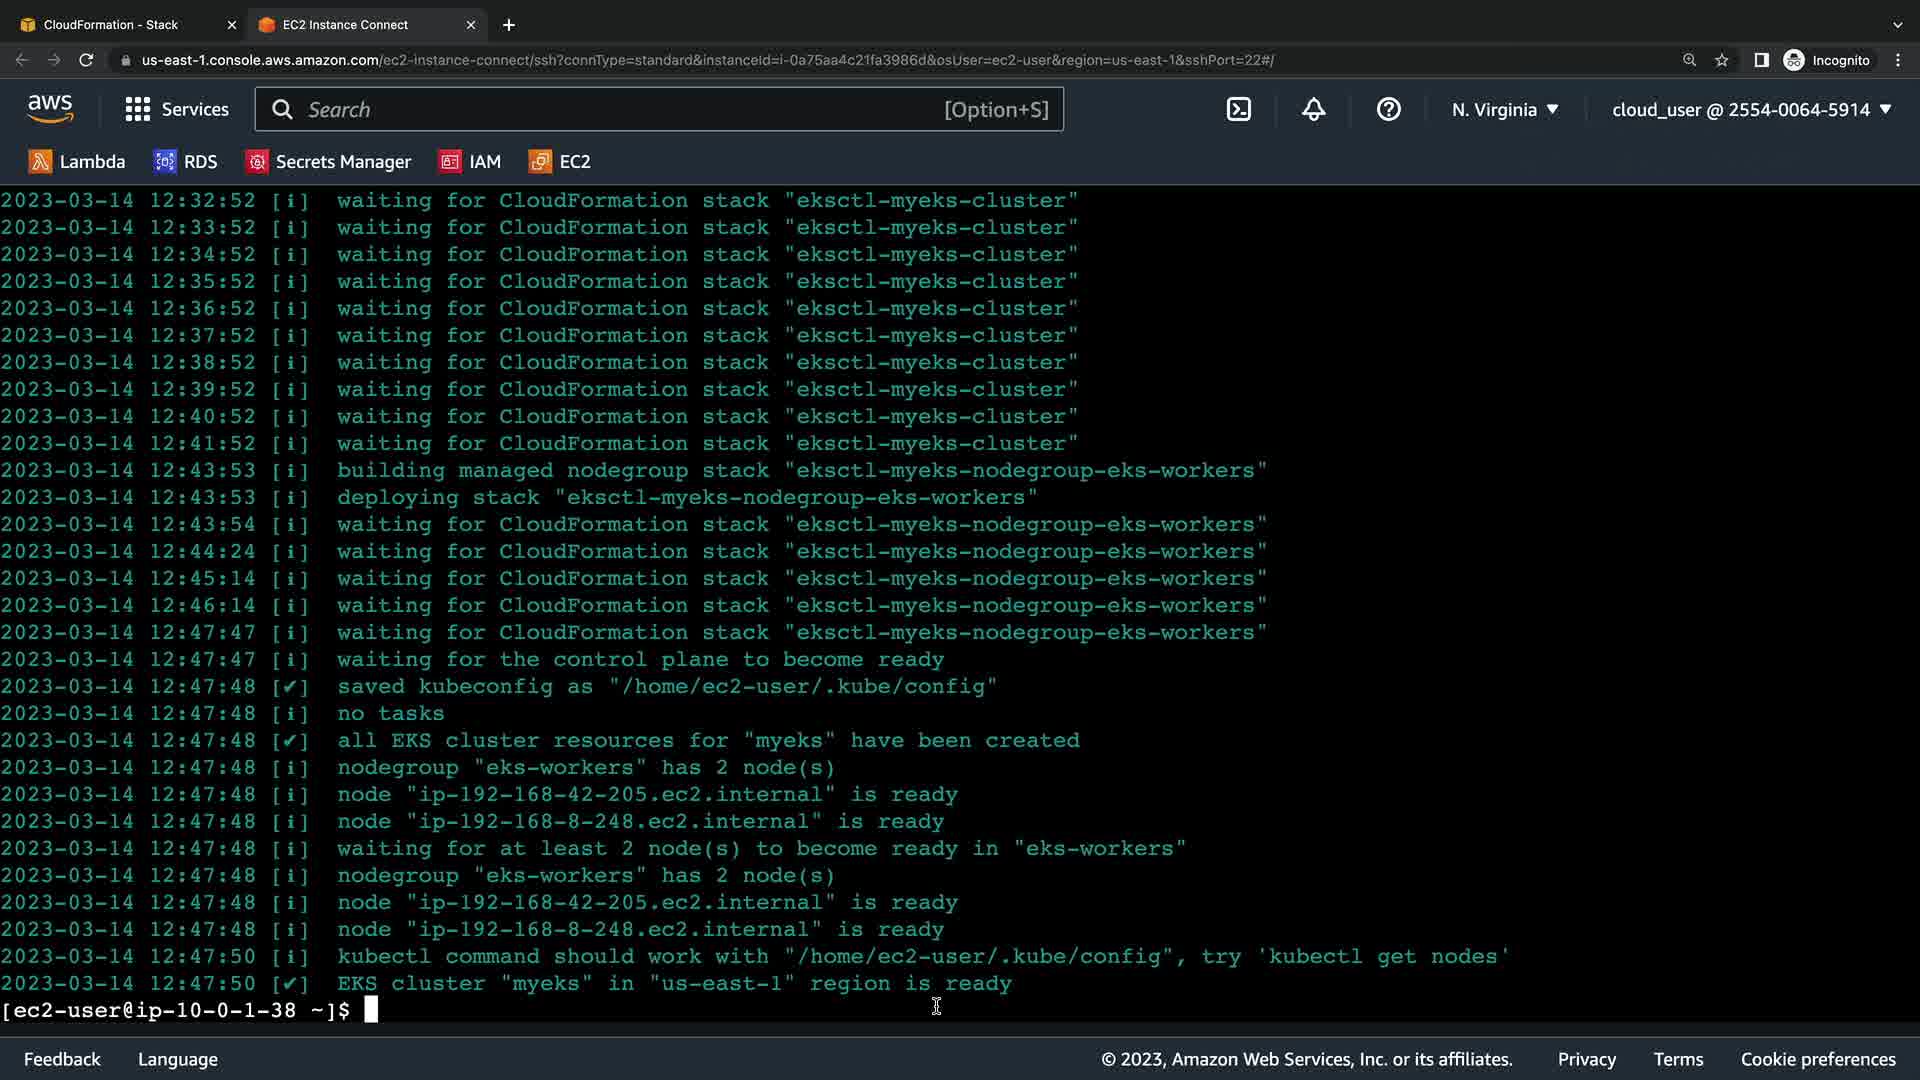 CloudFormation - Stack
EC2 Instance Connect
us-east-1.console.aws.amazon.com/ec2-instance-connect/ssh?connType=standard&instanceId=i-0a75aa4c21fa3986d&osUser=ec2-user&region=us-east-1&sshPort=22#/
Incognito
aws
Services
Search
[Option+S]
N. Virginia
cloud_user @ 2554-0064-5914
Lambda
RDS
Secrets Manager
IAM
EC2
2023-03-14 12:32:52 [ℹ]  waiting for CloudFormation stack "eksctl-myeks-cluster"
2023-03-14 12:33:52 [ℹ]  waiting for CloudFormation stack "eksctl-myeks-cluster"
2023-03-14 12:34:52 [ℹ]  waiting for CloudFormation stack "eksctl-myeks-cluster"
2023-03-14 12:35:52 [ℹ]  waiting for CloudFormation stack "eksctl-myeks-cluster"
2023-03-14 12:36:52 [ℹ]  waiting for CloudFormation stack "eksctl-myeks-cluster"
2023-03-14 12:37:52 [ℹ]  waiting for CloudFormation stack "eksctl-myeks-cluster"
2023-03-14 12:38:52 [ℹ]  waiting for CloudFormation stack "eksctl-myeks-cluster"
2023-03-14 12:39:52 [ℹ]  waiting for CloudFormation stack "eksctl-myeks-cluster"
2023-03-14 12:40:52 [ℹ]  waiting for CloudFormation stack "eksctl-myeks-cluster"
2023-03-14 12:41:52 [ℹ]  waiting for CloudFormation stack "eksctl-myeks-cluster"
2023-03-14 12:43:53 [ℹ]  building managed nodegroup stack "eksctl-myeks-nodegroup-eks-workers"
2023-03-14 12:43:53 [ℹ]  deploying stack "eksctl-myeks-nodegroup-eks-workers"
2023-03-14 12:43:54 [ℹ]  waiting for CloudFormation stack "eksctl-myeks-nodegroup-eks-workers"
2023-03-14 12:44:24 [ℹ]  waiting for CloudFormation stack "eksctl-myeks-nodegroup-eks-workers"
2023-03-14 12:45:14 [ℹ]  waiting for CloudFormation stack "eksctl-myeks-nodegroup-eks-workers"
2023-03-14 12:46:14 [ℹ]  waiting for CloudFormation stack "eksctl-myeks-nodegroup-eks-workers"
2023-03-14 12:47:47 [ℹ]  waiting for CloudFormation stack "eksctl-myeks-nodegroup-eks-workers"
2023-03-14 12:47:47 [ℹ]  waiting for the control plane to become ready
2023-03-14 12:47:48 [✔]  saved kubeconfig as "/home/ec2-user/.kube/config"
2023-03-14 12:47:48 [ℹ]  no tasks
2023-03-14 12:47:48 [✔]  all EKS cluster resources for "myeks" have been created
2023-03-14 12:47:48 [ℹ]  nodegroup "eks-workers" has 2 node(s)
2023-03-14 12:47:48 [ℹ]  node "ip-192-168-42-205.ec2.internal" is ready
2023-03-14 12:47:48 [ℹ]  node "ip-192-168-8-248.ec2.internal" is ready
2023-03-14 12:47:48 [ℹ]  waiting for at least 2 node(s) to become ready in "eks-workers"
2023-03-14 12:47:48 [ℹ]  nodegroup "eks-workers" has 2 node(s)
2023-03-14 12:47:48 [ℹ]  node "ip-192-168-42-205.ec2.internal" is ready
2023-03-14 12:47:48 [ℹ]  node "ip-192-168-8-248.ec2.internal" is ready
2023-03-14 12:47:50 [ℹ]  kubectl command should work with "/home/ec2-user/.kube/config", try 'kubectl get nodes'
2023-03-14 12:47:50 [✔]  EKS cluster "myeks" in "us-east-1" region is ready
[ec2-user@ip-10-0-1-38 ~]$
Feedback
Language
© 2023, Amazon Web Services, Inc. or its affiliates.
Privacy
Terms
Cookie preferences